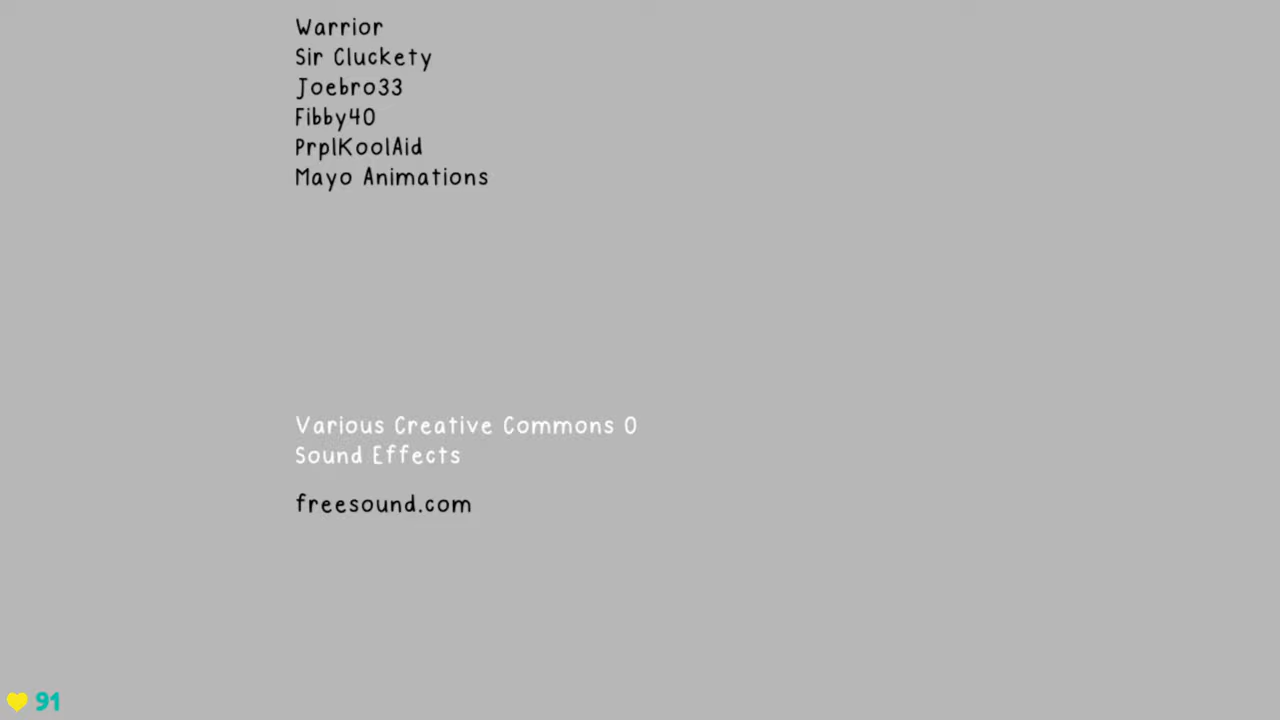 Warrior
Sir Cluckety
Joebro33
Fibby40
PrplKoolAid
Mayo Animations
Various Creative Commons 0
Sound Effects
freesound.com
91